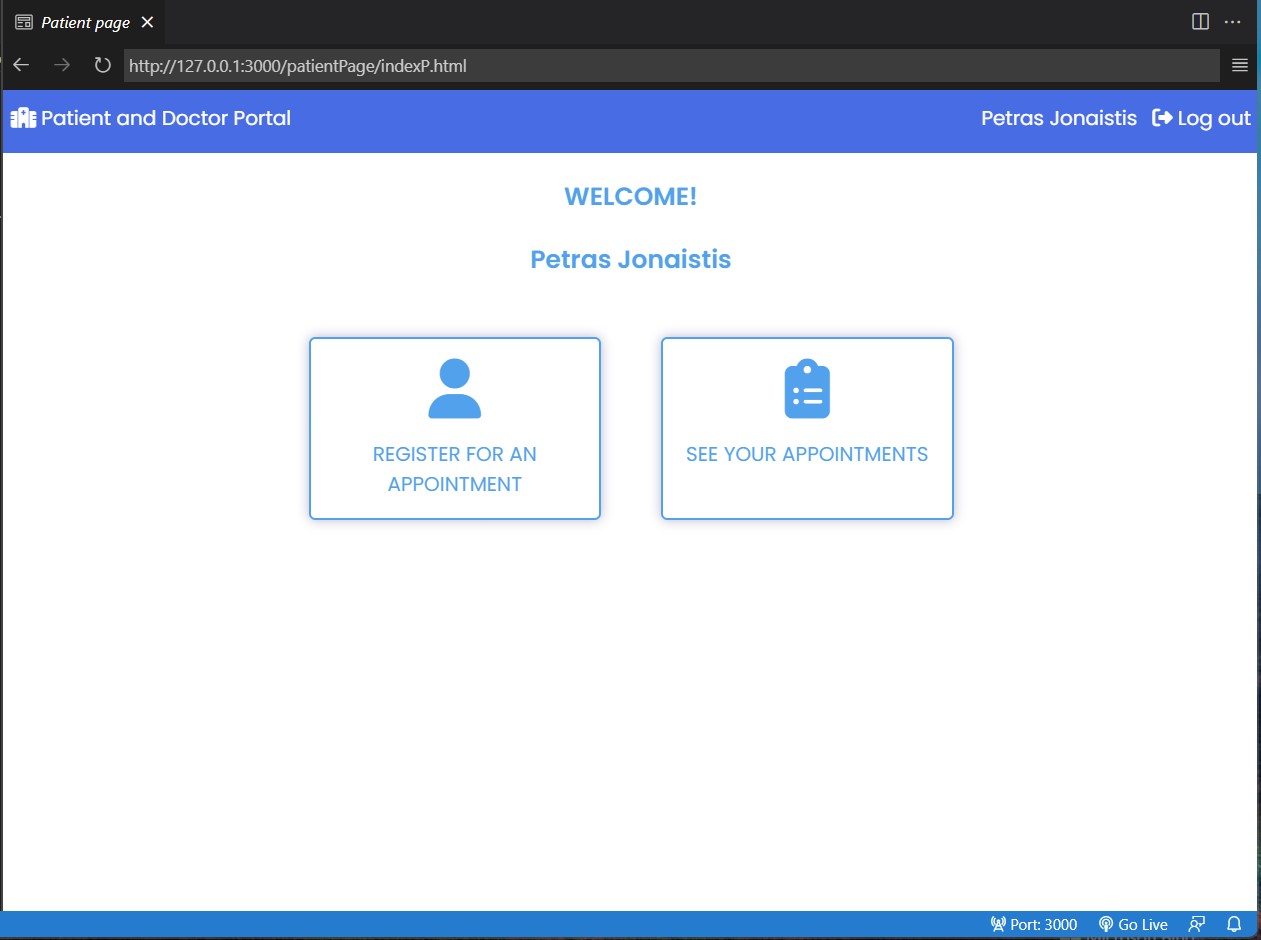 Patient page
http://127.0.0.1:3000/patientPage/indexP.html
Patient and Doctor Portal
Petras Jonaistis
Log out
WELCOME!
Petras Jonaistis
REGISTER FOR AN
APPOINTMENT
SEE YOUR APPOINTMENTS
Port: 3000
Go Live